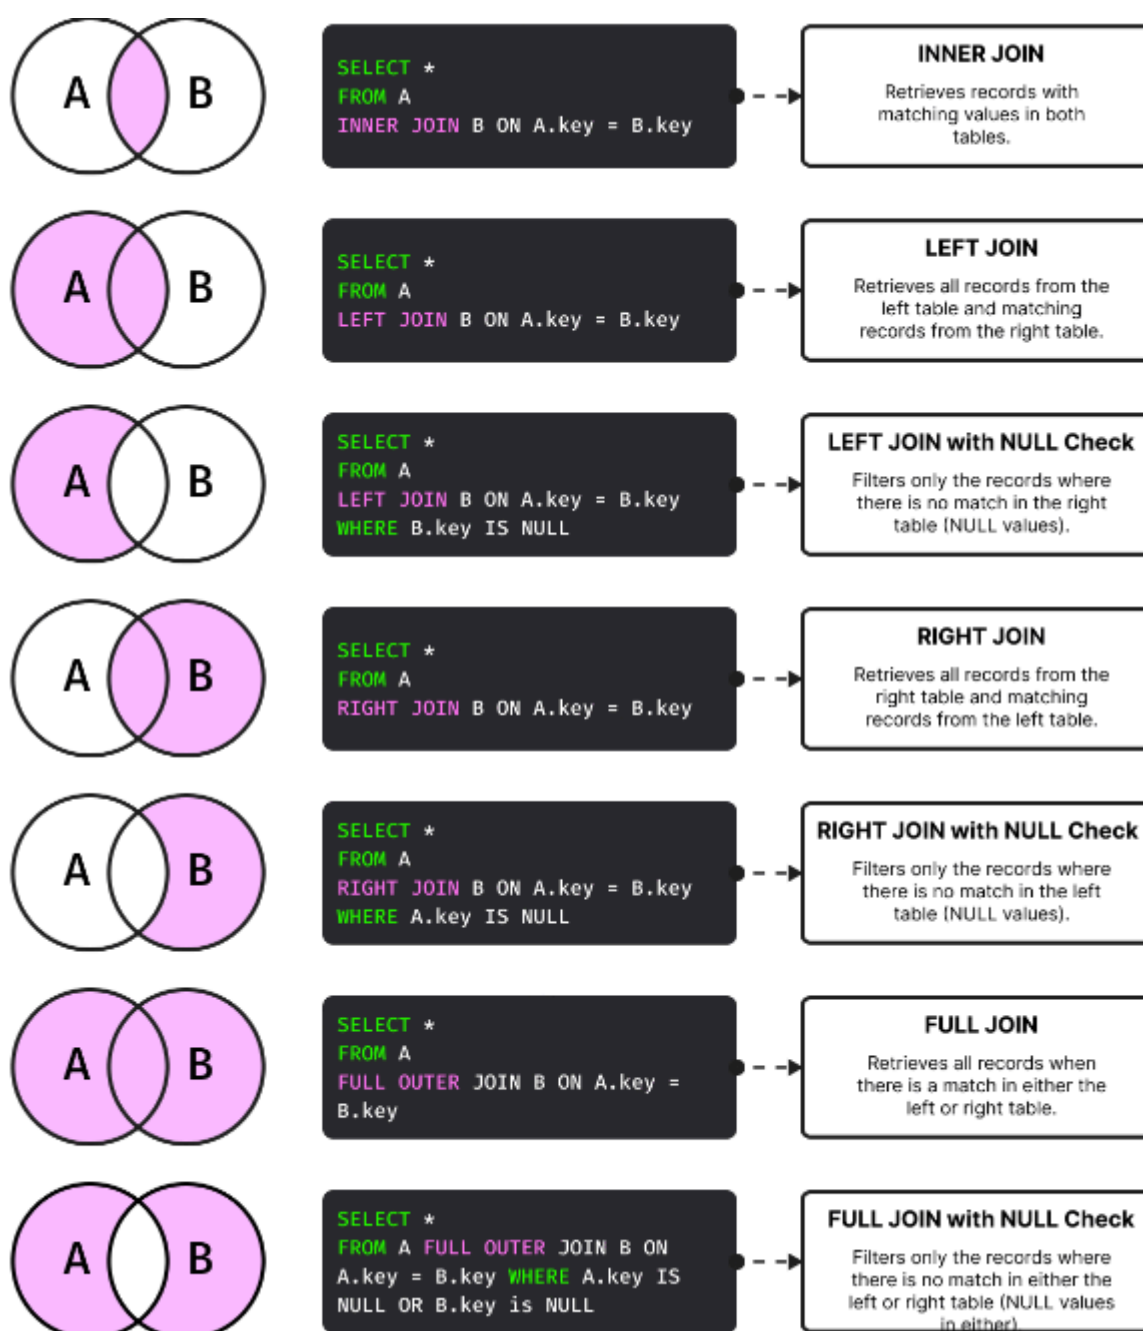 A B
SELECT *
FROM A
INNER JOIN B ON A.key = B.key
INNER JOIN
Retrieves records with
matching values in both
tables.
A B
SELECT *
FROM A
LEFT JOIN B ON A.key = B.key
LEFT JOIN
Retrieves all records from the
left table and matching
records from the right table.
A B
SELECT *
FROM A
LEFT JOIN B ON A.key = B.key
WHERE B.key IS NULL
LEFT JOIN with NULL Check
Filters only the records where
there is no match in the right
table (NULL values).
A B
SELECT *
FROM A
RIGHT JOIN B ON A.key = B.key
RIGHT JOIN
Retrieves all records from the
right table and matching
records from the left table.
A B
SELECT *
FROM A
RIGHT JOIN B ON A.key = B.key
WHERE A.key IS NULL
RIGHT JOIN with NULL Check
Filters only the records where
there is no match in the left
table (NULL values).
A B
SELECT *
FROM A
FULL OUTER JOIN B ON A.key =
B.key
FULL JOIN
Retrieves all records when
there is a match in either the
left or right table.
A B
SELECT *
FROM A FULL OUTER JOIN B ON
A.key = B.key WHERE A.key IS
NULL OR B.key is NULL
FULL JOIN with NULL Check
Filters only the records where
there is no match in either the
left or right table (NULL values
in either)